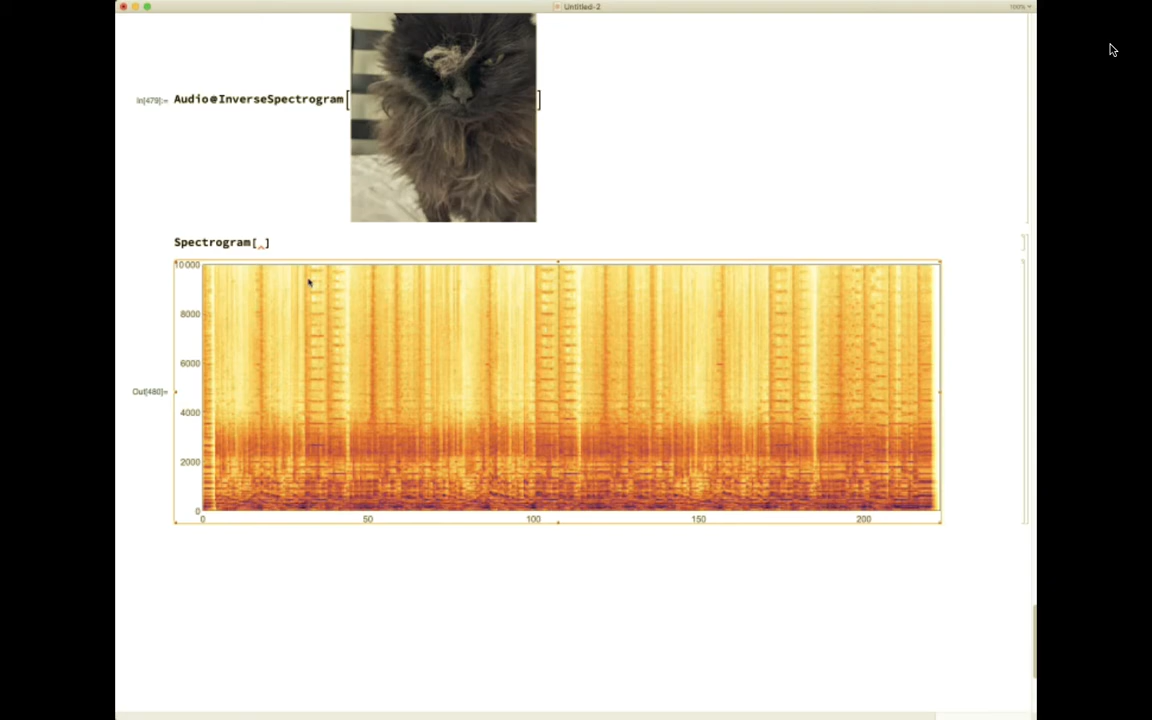 Untitled-2
100%
In[479]:= Audio@InverseSpectrogram[ ]
Spectrogram[ ]
10000
8000
6000
Out[480]=
4000
2000
0
0 50 100 150 200